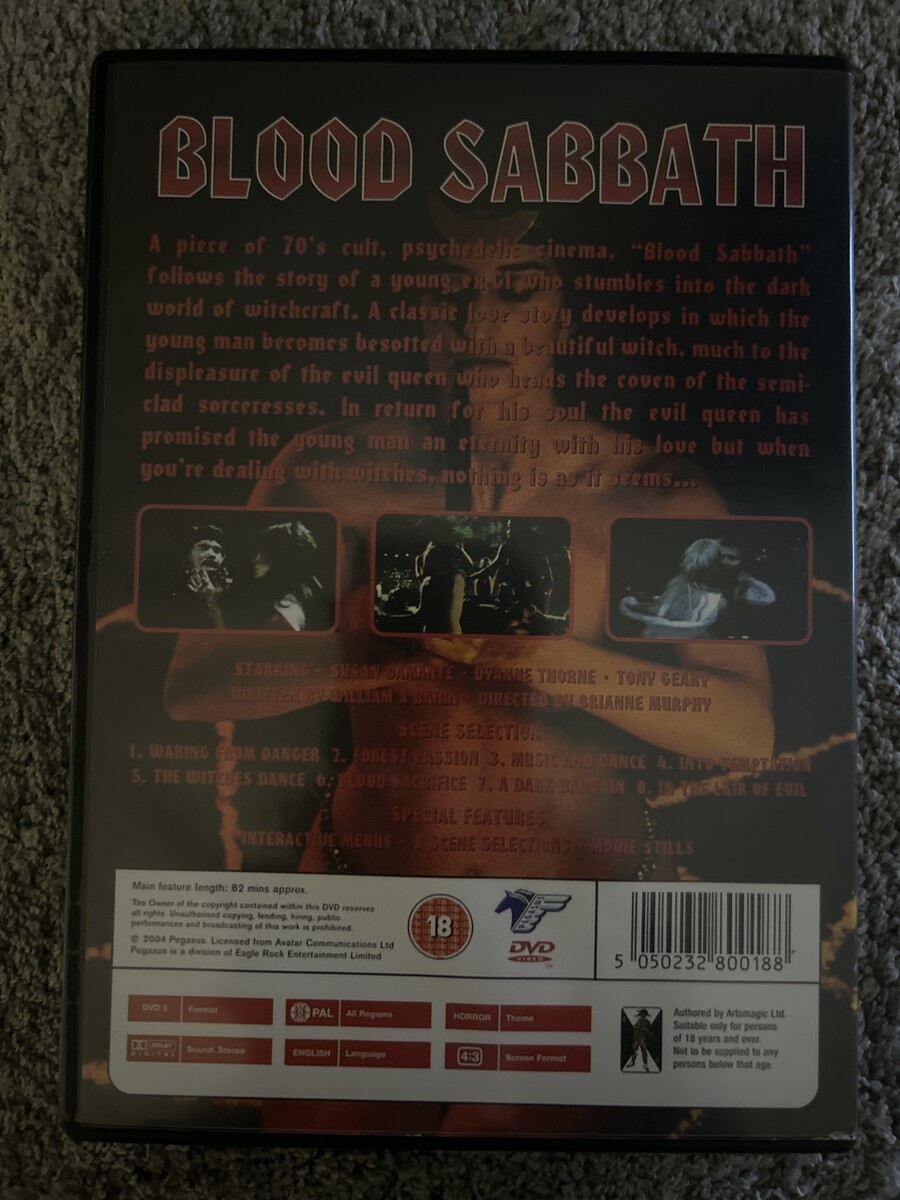 BLOOD SABBATH
A piece of 70's cult, psychedelic cinema, "Blood Sabbath"
follows the story of a young ex-GI who stumbles into the dark
world of witchcraft. A classic love story develops in which the
young man becomes besotted with a beautiful witch, much to the
displeasure of the evil queen who heads the coven of the semi-
clad sorceresses. In return for his soul the evil queen has
promised the young man an eternity with his love but when
you're dealing with witches, nothing is as it seems...
STARRING - SUSAN DAMANTE - DYANNE THORNE - TONY GEARY
WRITTEN BY WILLIAM A BAIRN - DIRECTED BY BRIANNE MURPHY
SCENE SELECTION
1. WAKING FROM DANGER 2. FOREST PASSION 3. MUSIC AND DANCE 4. INTO TEMPTATION
5. THE WITCHES DANCE 6. BLOOD SACRIFICE 7. A DARK BARGAIN 8. IN THE LAIR OF EVIL
SPECIAL FEATURES
INTERACTIVE MENUS - 8 SCENE SELECTIONS - MOVIE STILLS
Main feature length: 82 mins approx.
The Owner of the copyright contained within this DVD reserves
all rights. Unauthorised copying, lending, hiring, public
performances and broadcasting of this work is prohibited.
© 2004 Pegasus. Licensed from Avatar Communications Ltd
Pegasus is a division of Eagle Rock Entertainment Limited
18
PEGASUS
DVD
VIDEO
5 050232 800188
DVD 5 Format
0 PAL All Regions
HORROR Theme
DOLBY DIGITAL Sound: Stereo
ENGLISH Language
4:3 Screen Format
Authored by Artsmagic Ltd.
Suitable only for persons
of 18 years and over.
Not to be supplied to any
persons below that age.